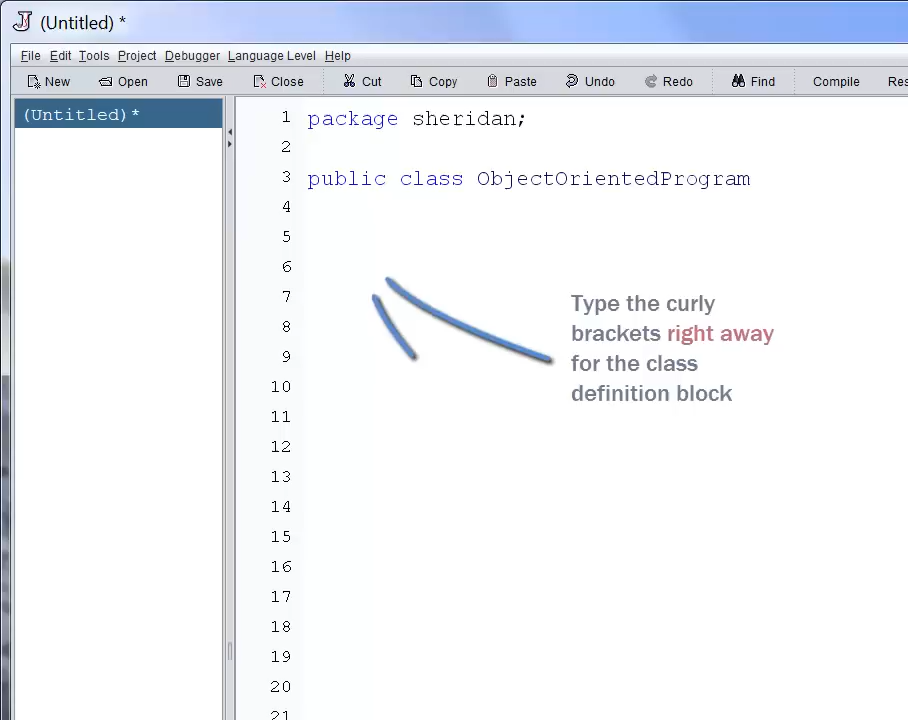 (Untitled) *
File Edit Tools Project Debugger Language Level Help
New Open Save Close Cut Copy Paste Undo Redo Find Compile Res
(Untitled) *
1 package sheridan;
2
3 public class ObjectOrientedProgram
4
5
6
7
8
9
10
11
12
13
14
15
16
17
18
19
20
21
Type the curly
brackets right away
for the class
definition block